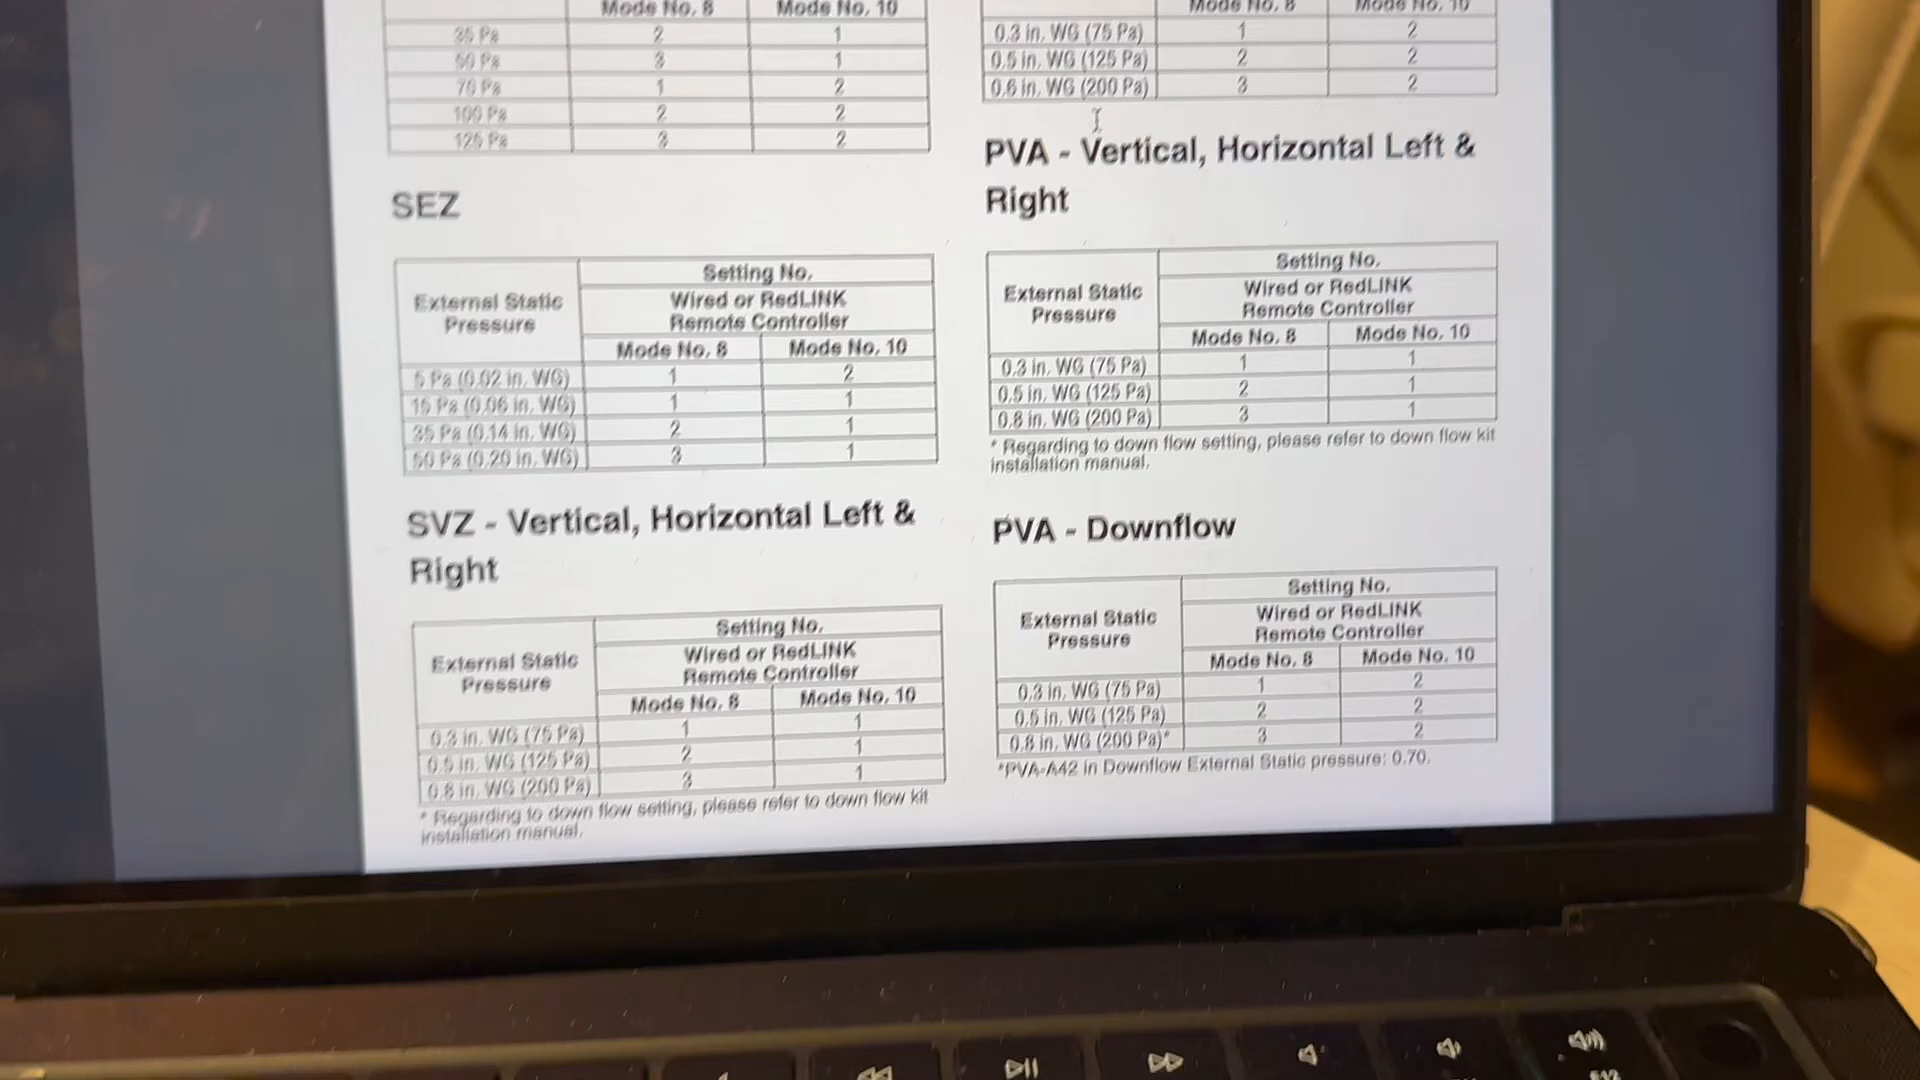 Mode No. 8 Mode No. 10
35 Pa 2 1
50 Pa 3 1
70 Pa 1 2
100 Pa 2 2
125 Pa 3 2
SEZ
Setting No.
External Static Pressure
Wired or RedLINK
Remote Controller
Mode No. 8 Mode No. 10
5 Pa (0.02 in. WG) 1 2
15 Pa (0.06 in. WG) 1 1
35 Pa (0.14 in. WG) 2 1
50 Pa (0.20 in. WG) 3 1
SVZ - Vertical, Horizontal Left &
Right
Setting No.
External Static Pressure
Wired or RedLINK
Remote Controller
Mode No. 8 Mode No. 10
0.3 in. WG (75 Pa) 1 1
0.5 in. WG (125 Pa) 2 1
0.8 in. WG (200 Pa) 3 1
* Regarding to down flow setting, please refer to down flow kit
installation manual.
Mode No. 8 Mode No. 10
0.3 in. WG (75 Pa) 1 2
0.5 in. WG (125 Pa) 2 2
0.6 in. WG (200 Pa) 3 2
PVA - Vertical, Horizontal Left &
Right
Setting No.
External Static Pressure
Wired or RedLINK
Remote Controller
Mode No. 8 Mode No. 10
0.3 in. WG (75 Pa) 1 1
0.5 in. WG (125 Pa) 2 1
0.8 in. WG (200 Pa) 3 1
* Regarding to down flow setting, please refer to down flow kit
installation manual.
PVA - Downflow
Setting No.
External Static Pressure
Wired or RedLINK
Remote Controller
Mode No. 8 Mode No. 10
0.3 in. WG (75 Pa) 1 2
0.5 in. WG (125 Pa) 2 2
0.8 in. WG (200 Pa)* 3 2
*PVA-A42 in Downflow External Static pressure: 0.70.